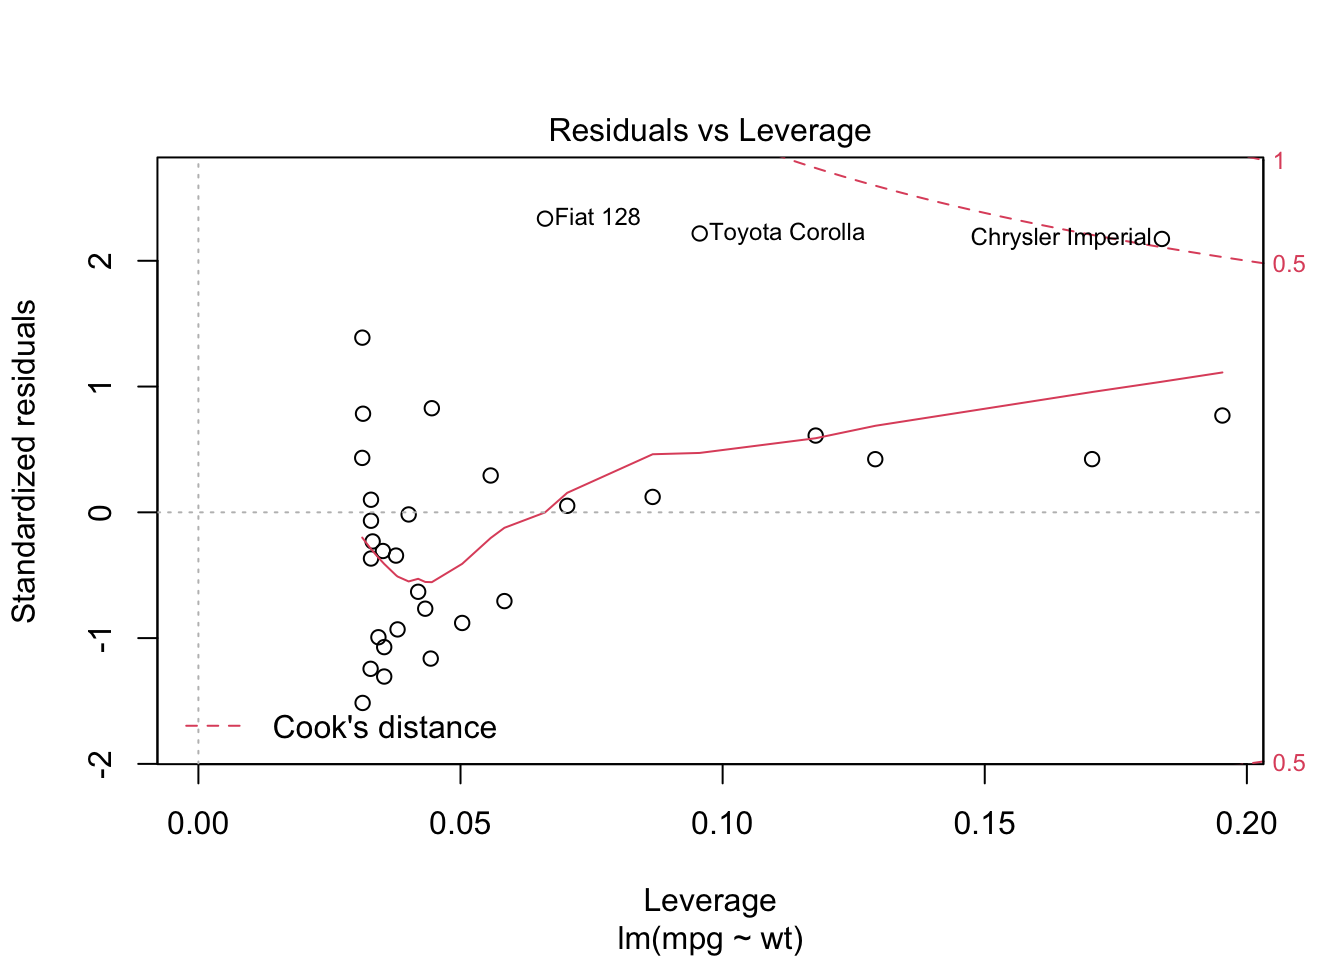 Residuals vs Leverage
1
Fiat 128
Toyota Corolla
Chrysler Imperial
0.5
2
1
0
-1
-2
Standardized residuals
Cook's distance
0.5
0.00 0.05 0.10 0.15 0.20
Leverage
lm(mpg ~ wt)